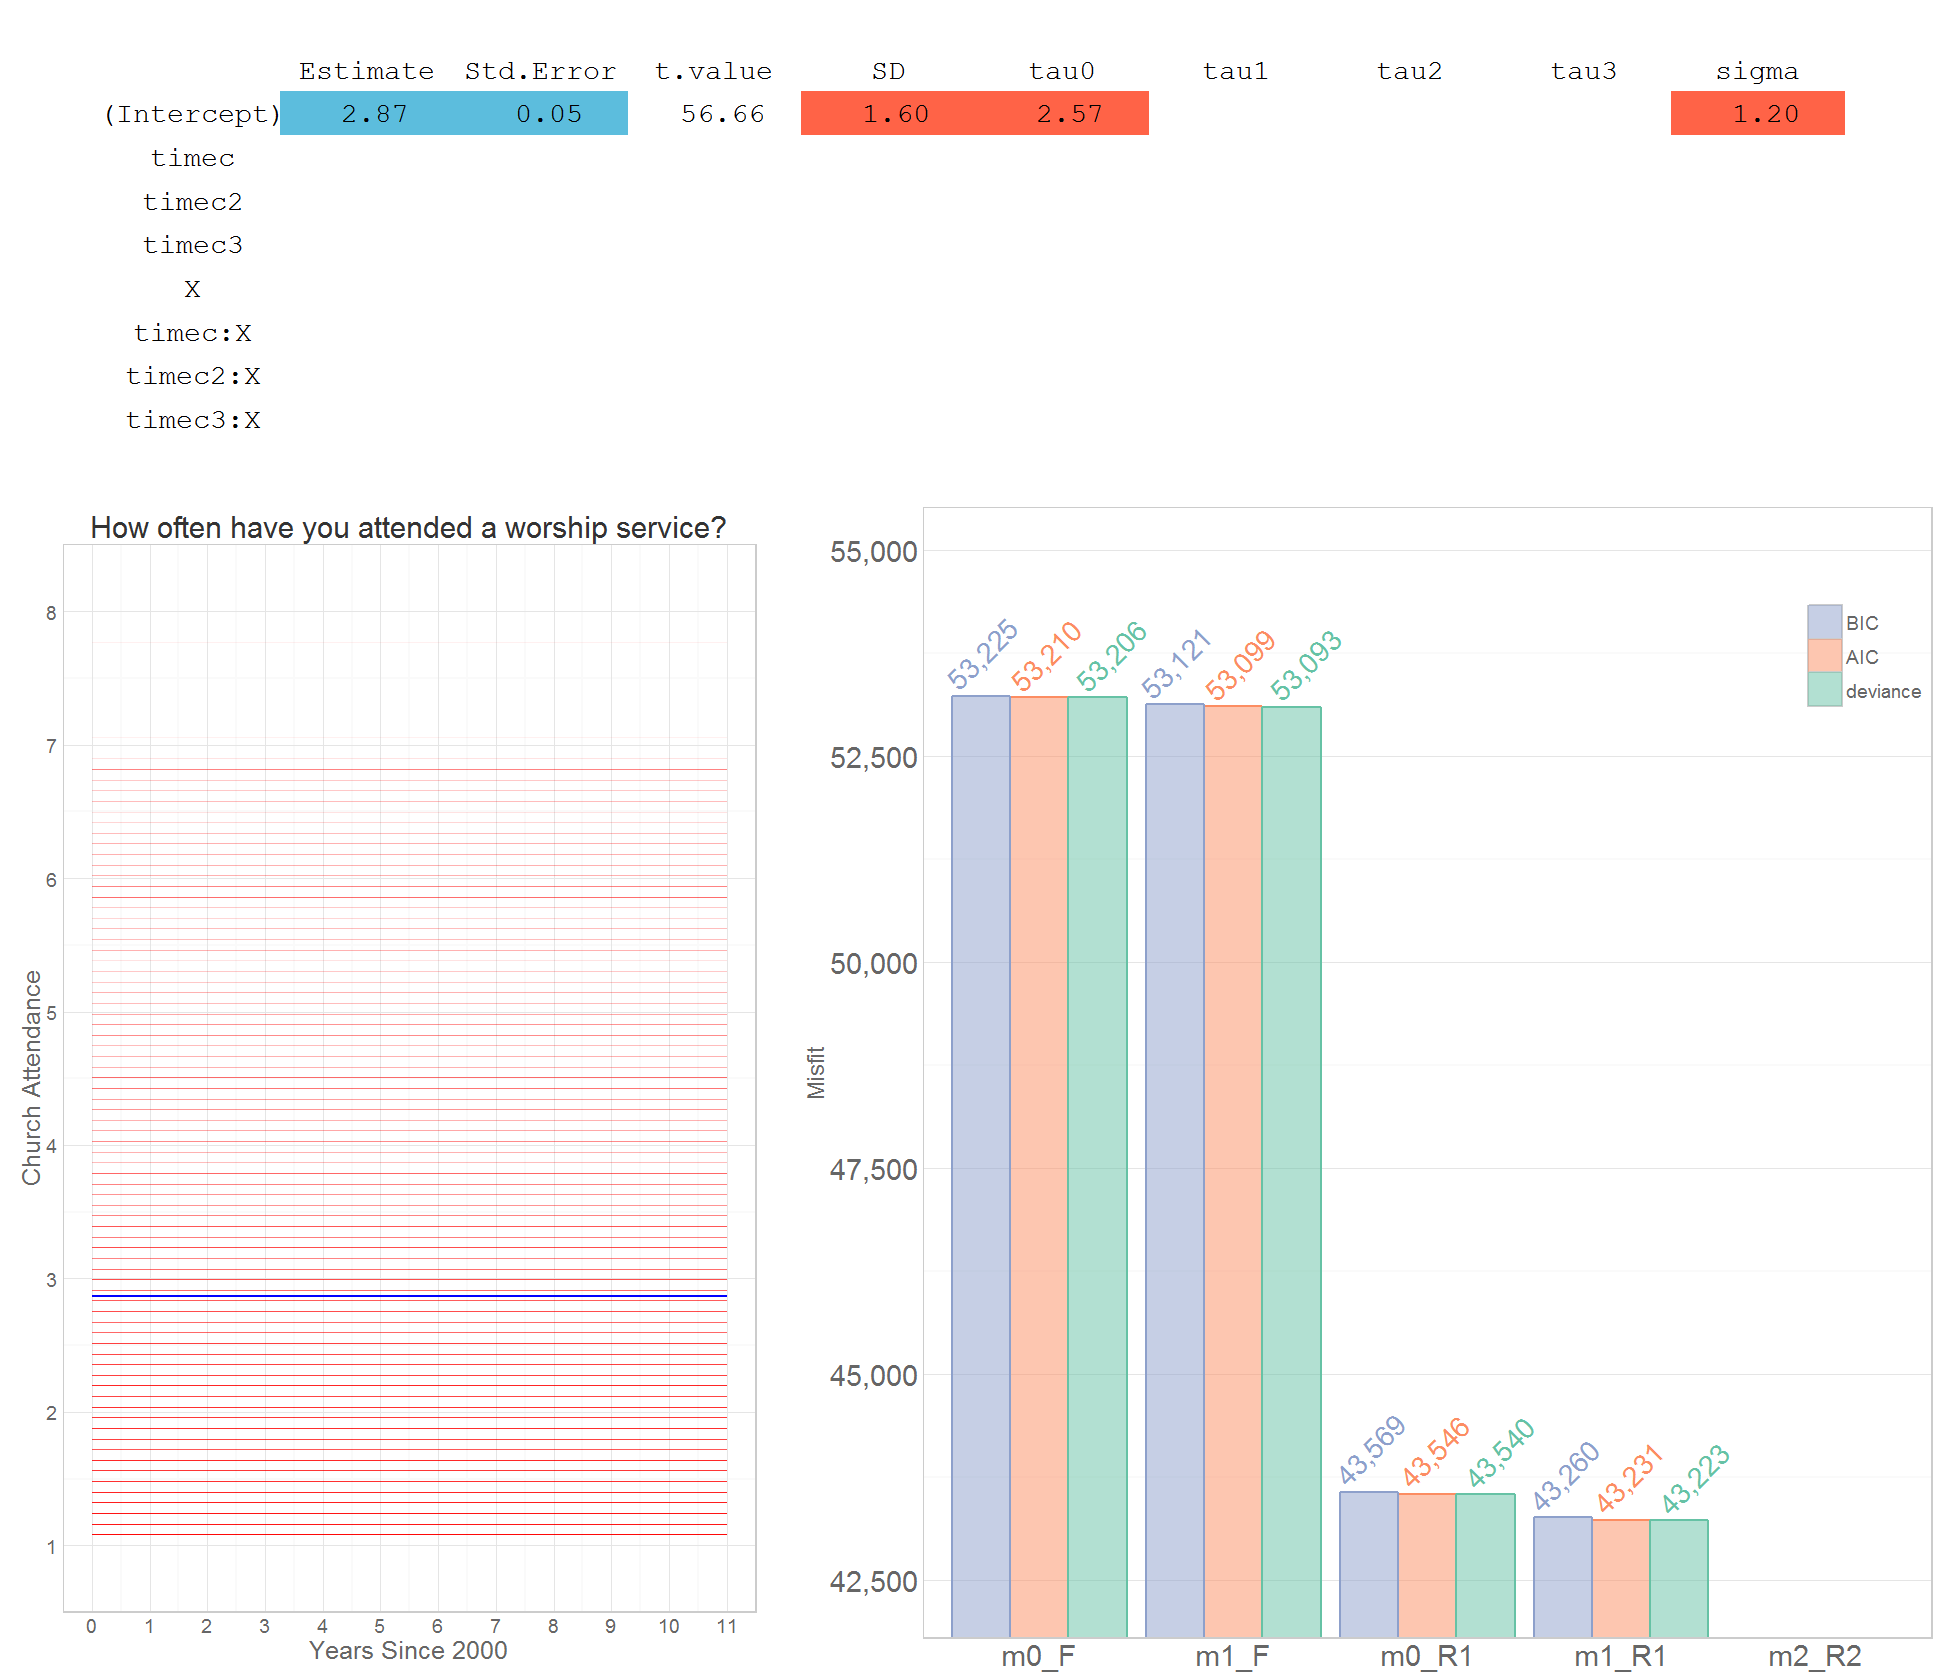 Estimate Std.Error t.value SD tau0 tau1 tau2 tau3 sigma
(Intercept) 2.87 0.05 56.66 1.60 2.57 1.20
timec
timec2
timec3
X
timec:X
timec2:X
timec3:X
How often have you attended a worship service?
8
7
6
5
4
3
2
1
Church Attendance
0 1 2 3 4 5 6 7 8 9 10 11
Years Since 2000
55,000
52,500
50,000
47,500
45,000
42,500
Misfit
53,225 53,210 53,206 53,121 53,099 53,093
43,569 43,546 43,540 43,260 43,231 43,223
BIC
AIC
deviance
m0_F m1_F m0_R1 m1_R1 m2_R2